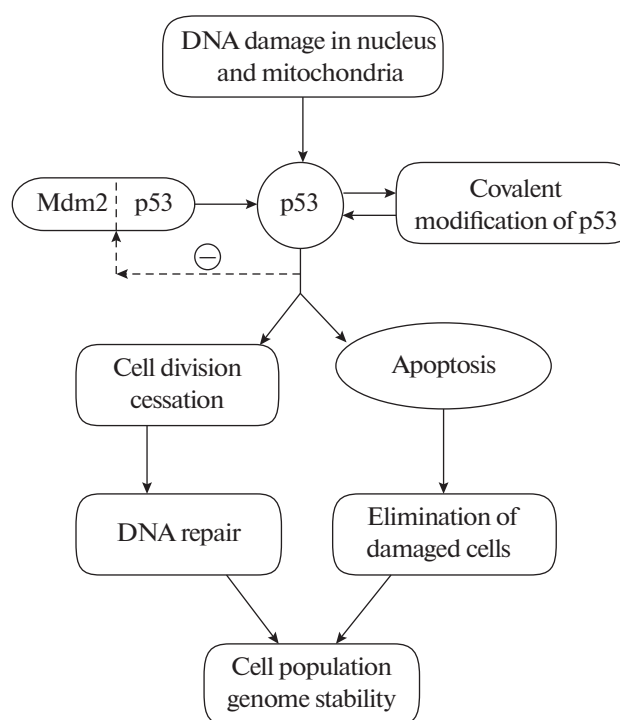 DNA damage in nucleus
and mitochondria
Mdm2 p53
p53
Covalent
modification of p53
−
Cell division
cessation
Apoptosis
DNA repair
Elimination of
damaged cells
Cell population
genome stability